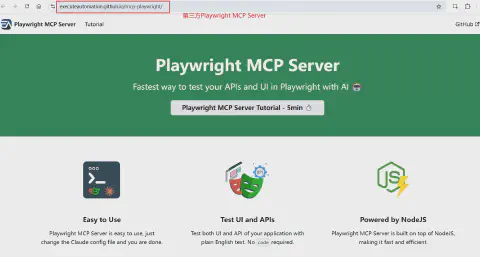 executeautomation.github.io/mcp-playwright/
第三方Playwright MCP Server
Playwright MCP Server
Tutorial
GitHub
Playwright MCP Server
Fastest way to test your APIs and UI in Playwright with AI 🤖
Playwright MCP Server Tutorial - 5min ⏱️
Easy to Use
Playwright MCP Server is easy to use, just
change the Claude config file and you are done.
Test UI and APIs
Test both UI and API of your application with
plain English text. No code required.
Powered by NodeJS
Playwright MCP Server is built on top of NodeJS,
making it fast and efficient.